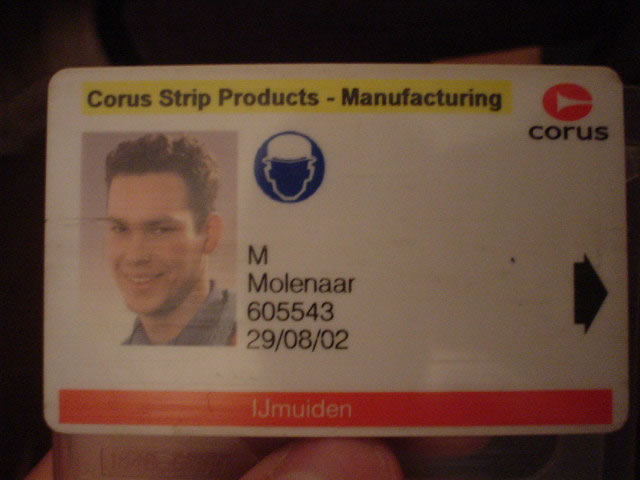 Corus Strip Products - Manufacturing
corus
M
Molenaar
605543
29/08/02
IJmuiden